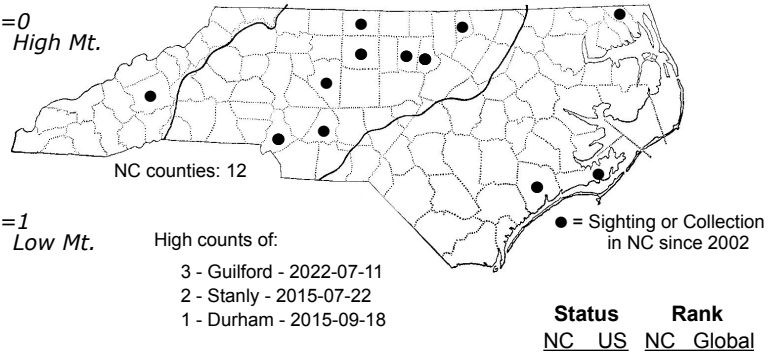 =0
High Mt.
NC counties: 12
=1
Low Mt.
High counts of:
3 - Guilford - 2022-07-11
2 - Stanly - 2015-07-22
1 - Durham - 2015-09-18
● = Sighting or Collection
in NC since 2002
Status Rank
NC US NC Global